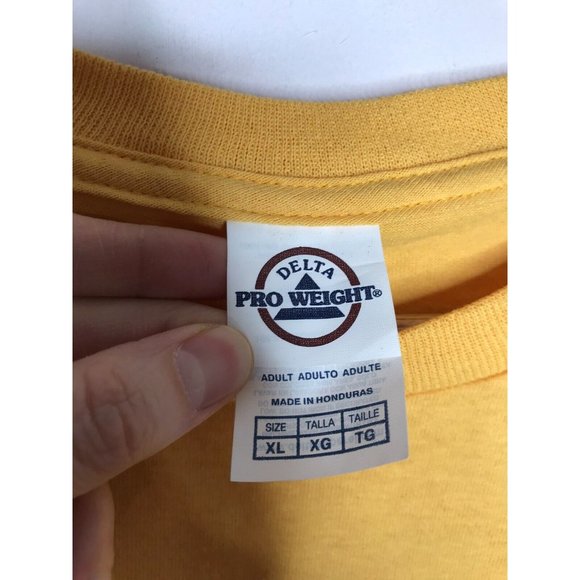 DELTA
PRO WEIGHT®
ADULT ADULTO ADULTE
MADE IN HONDURAS
SIZE TALLA TAILLE
XL XG TG